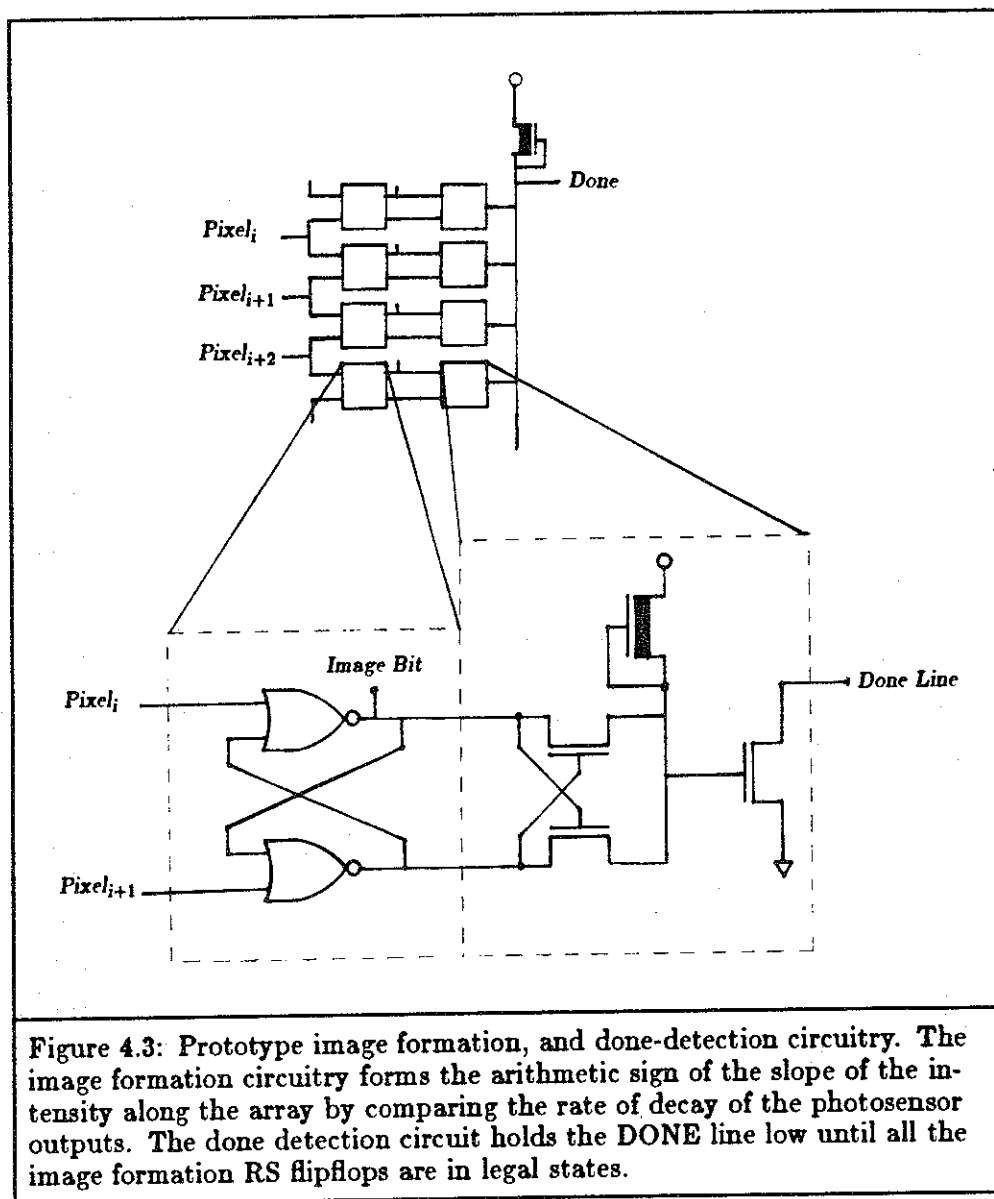 Done
Pixel_i
Pixel_{i+1}
Pixel_{i+2}
Image Bit
Pixel_i
Done Line
Pixel_{i+1}
Figure 4.3: Prototype image formation, and done-detection circuitry. The
image formation circuitry forms the arithmetic sign of the slope of the in-
tensity along the array by comparing the rate of decay of the photosensor
outputs. The done detection circuit holds the DONE line low until all the
image formation RS flipflops are in legal states.